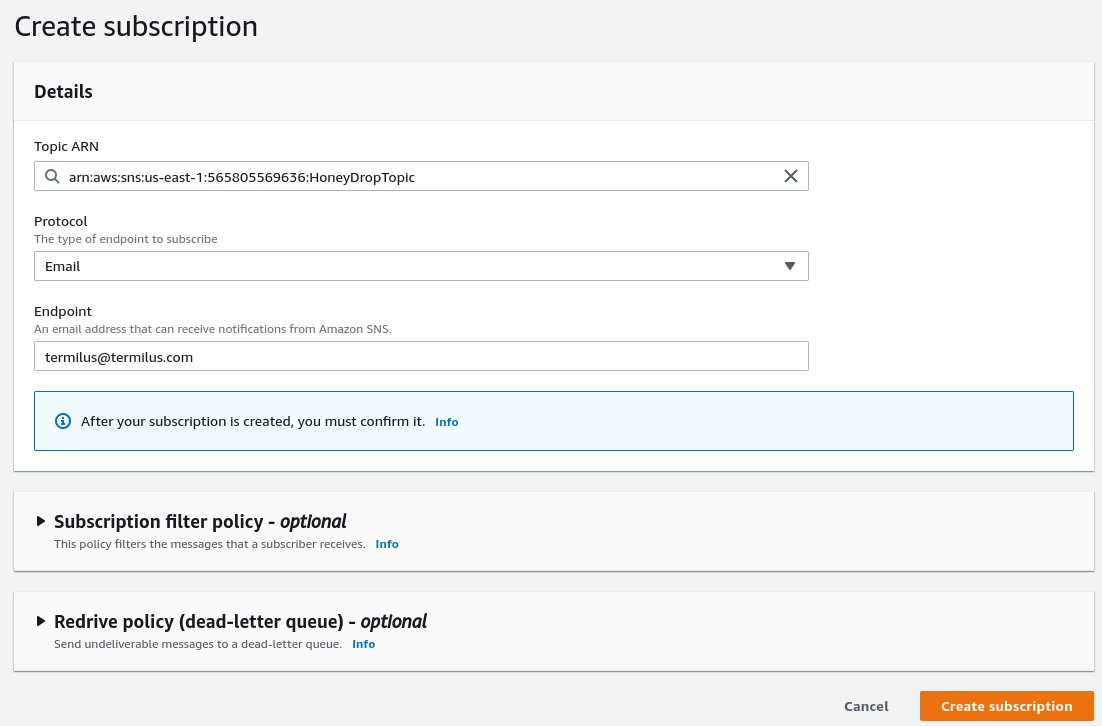 Create subscription
Details
Topic ARN
arn:aws:sns:us-east-1:565805569636:HoneyDropTopic
Protocol
The type of endpoint to subscribe
Email
Endpoint
An email address that can receive notifications from Amazon SNS.
termilus@termilus.com
After your subscription is created, you must confirm it. Info
Subscription filter policy - optional
This policy filters the messages that a subscriber receives. Info
Redrive policy (dead-letter queue) - optional
Send undeliverable messages to a dead-letter queue. Info
Cancel Create subscription